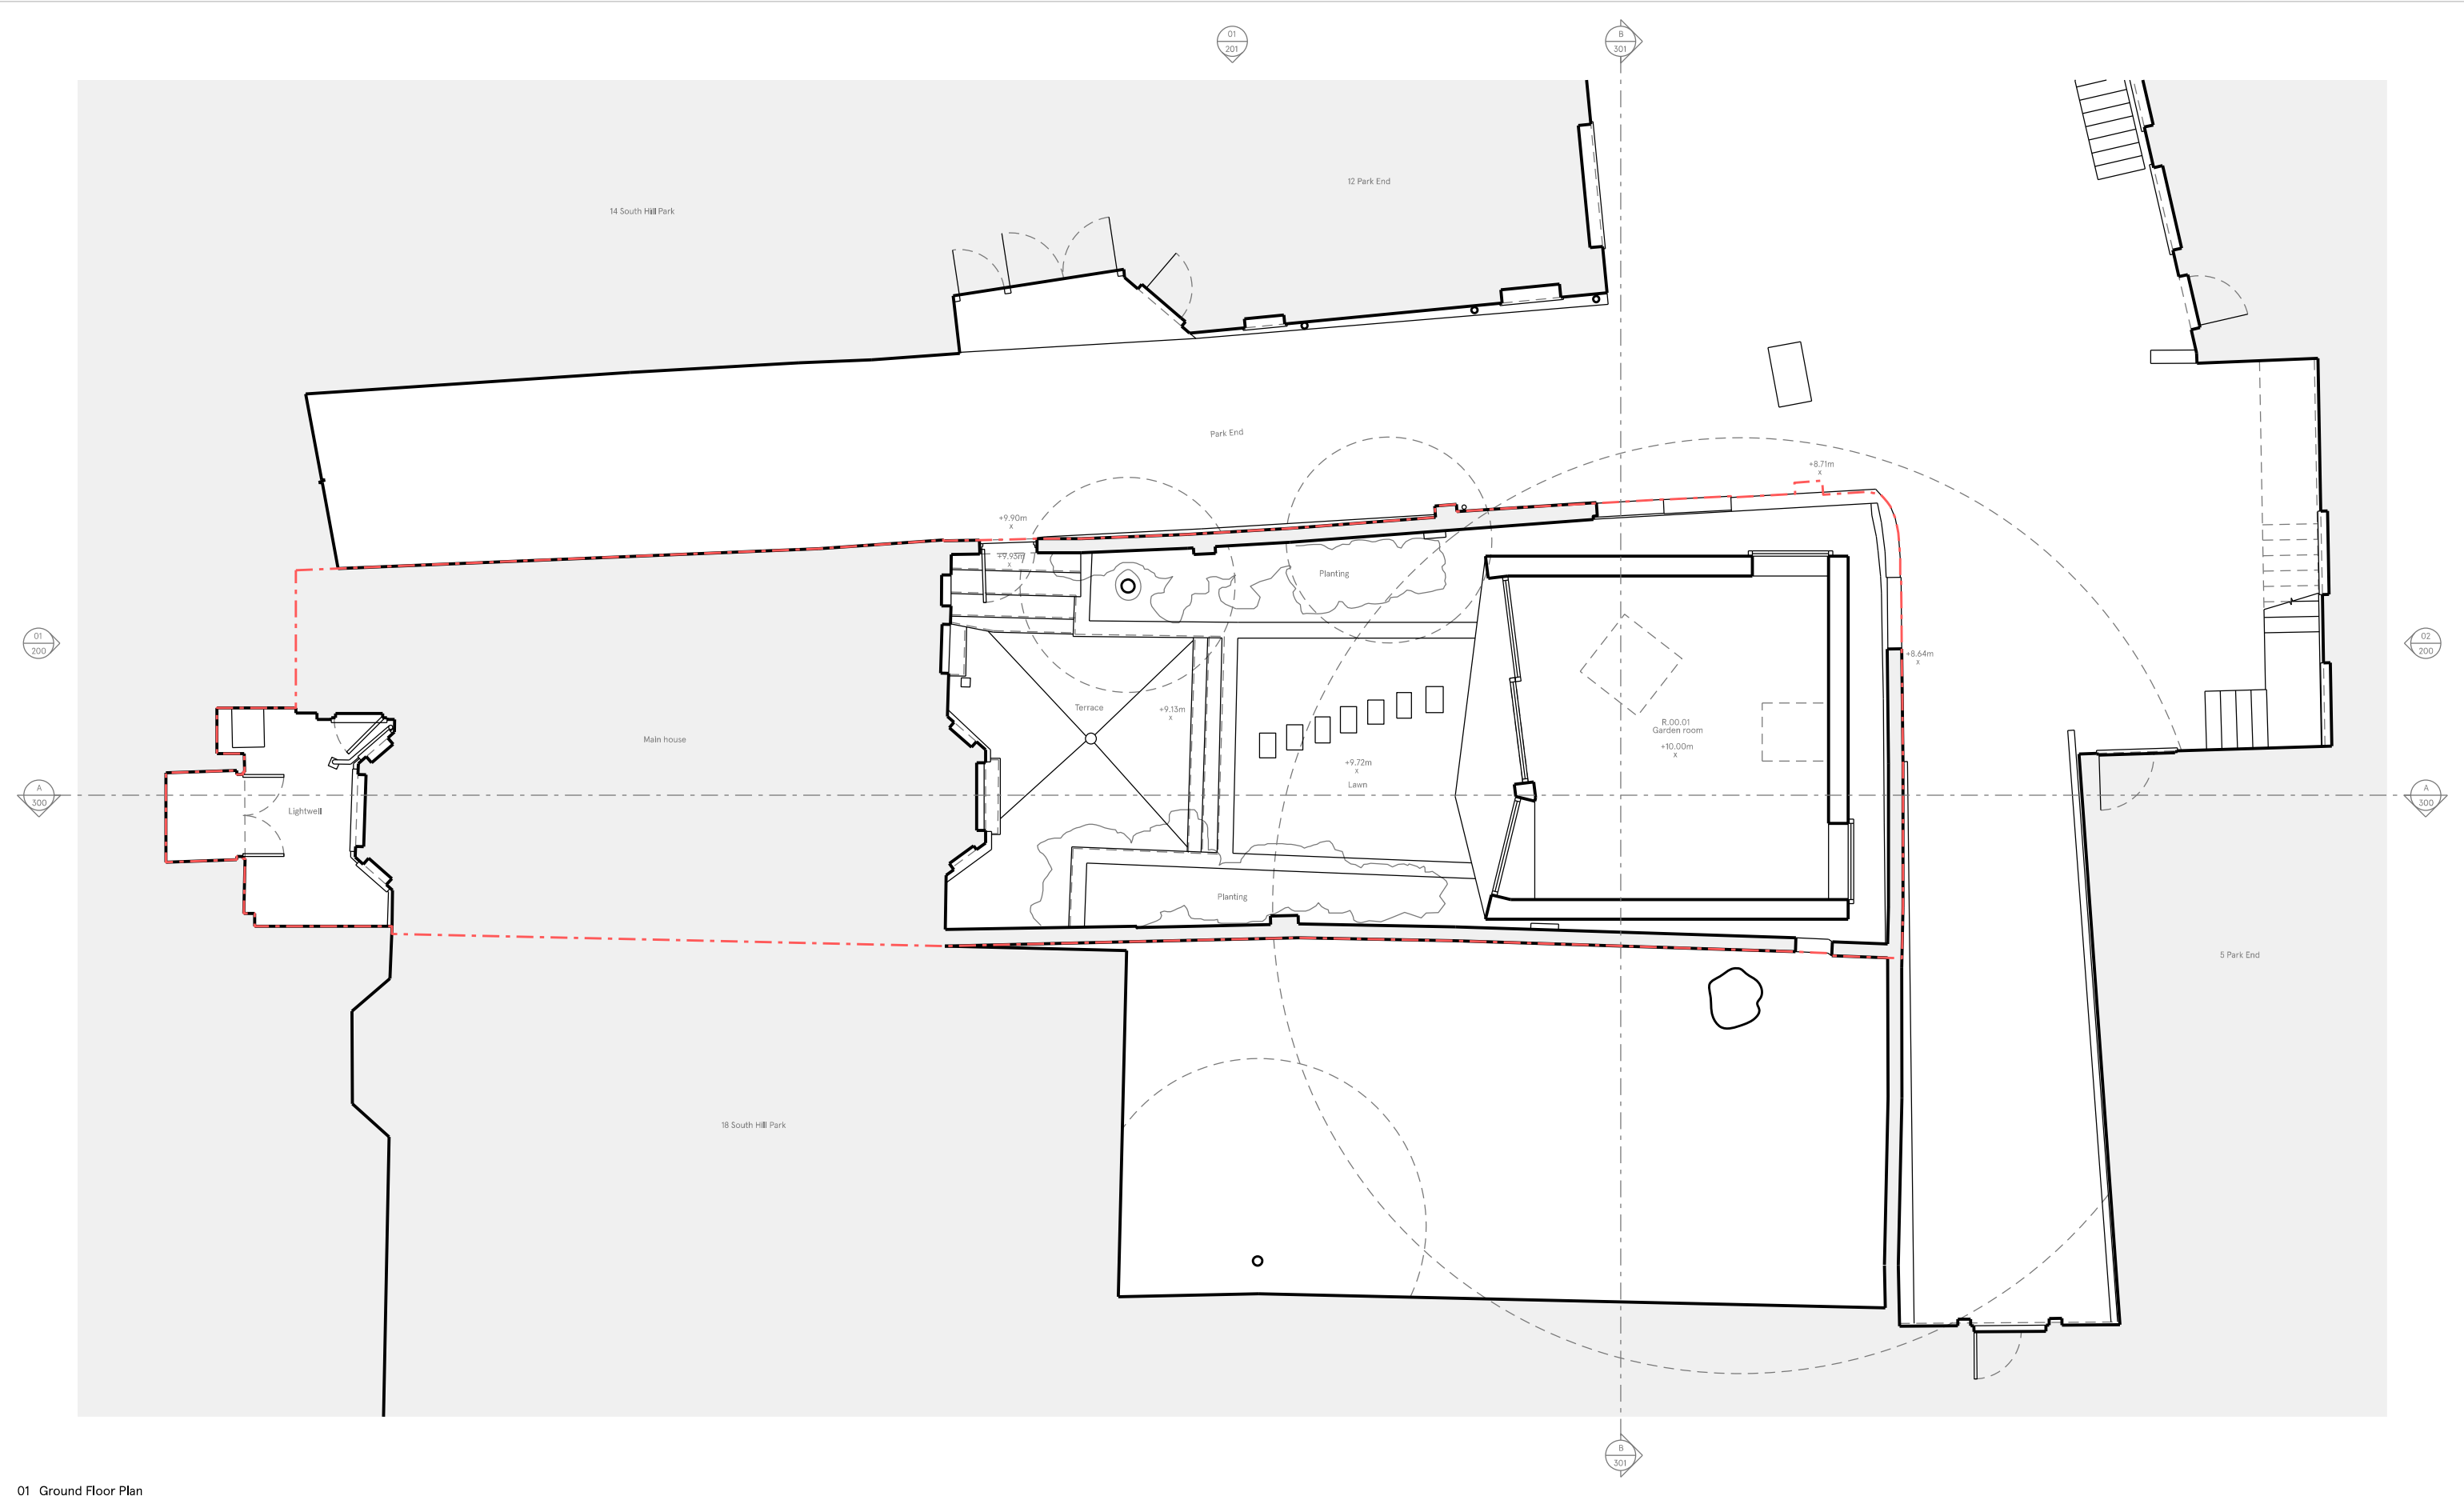 01
201
B
301
12 Park End
14 South Hill Park
Park End
+8.71m
x
+9.90m
x
+9.93m
x
Planting
01
200
02
200
+8.64m
x
Terrace
+9.13m
x
R.00.01
Garden room
+10.00m
x
Main house
+9.72m
x
Lawn
A
300
A
300
Lightwell
Planting
5 Park End
18 South Hill Park
B
301
01 Ground Floor Plan